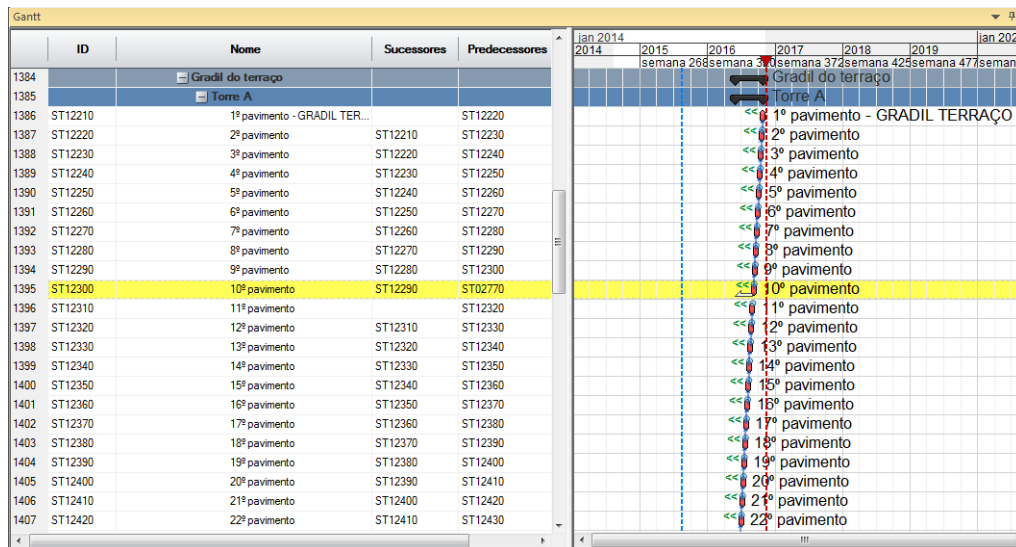 Gantt
ID Nome Sucessores Predecessores
jan 2014 jan 202
2014 2015 2016 2017 2018 2019
semana 268 semana 320 semana 372 semana 425 semana 477 seman
1384 Gradil do terraço Gradil do terraço
1385 Torre A Torre A
1386 ST12210 1º pavimento - GRADIL TER... ST12220 << 1º pavimento - GRADIL TERRAÇO
1387 ST12220 2º pavimento ST12210 ST12230 << 2º pavimento
1388 ST12230 3º pavimento ST12220 ST12240 << 3º pavimento
1389 ST12240 4º pavimento ST12230 ST12250 << 4º pavimento
1390 ST12250 5º pavimento ST12240 ST12260 << 5º pavimento
1391 ST12260 6º pavimento ST12250 ST12270 << 6º pavimento
1392 ST12270 7º pavimento ST12260 ST12280 << 7º pavimento
1393 ST12280 8º pavimento ST12270 ST12290 << 8º pavimento
1394 ST12290 9º pavimento ST12280 ST12300 << 9º pavimento
1395 ST12300 10º pavimento ST12290 ST02770 << 10º pavimento
1396 ST12310 11º pavimento ST12320 << 11º pavimento
1397 ST12320 12º pavimento ST12310 ST12330 << 12º pavimento
1398 ST12330 13º pavimento ST12320 ST12340 << 13º pavimento
1399 ST12340 14º pavimento ST12330 ST12350 << 14º pavimento
1400 ST12350 15º pavimento ST12340 ST12360 << 15º pavimento
1401 ST12360 16º pavimento ST12350 ST12370 << 16º pavimento
1402 ST12370 17º pavimento ST12360 ST12380 << 17º pavimento
1403 ST12380 18º pavimento ST12370 ST12390 << 18º pavimento
1404 ST12390 19º pavimento ST12380 ST12400 << 19º pavimento
1405 ST12400 20º pavimento ST12390 ST12410 << 20º pavimento
1406 ST12410 21º pavimento ST12400 ST12420 << 21º pavimento
1407 ST12420 22º pavimento ST12410 ST12430 << 22º pavimento